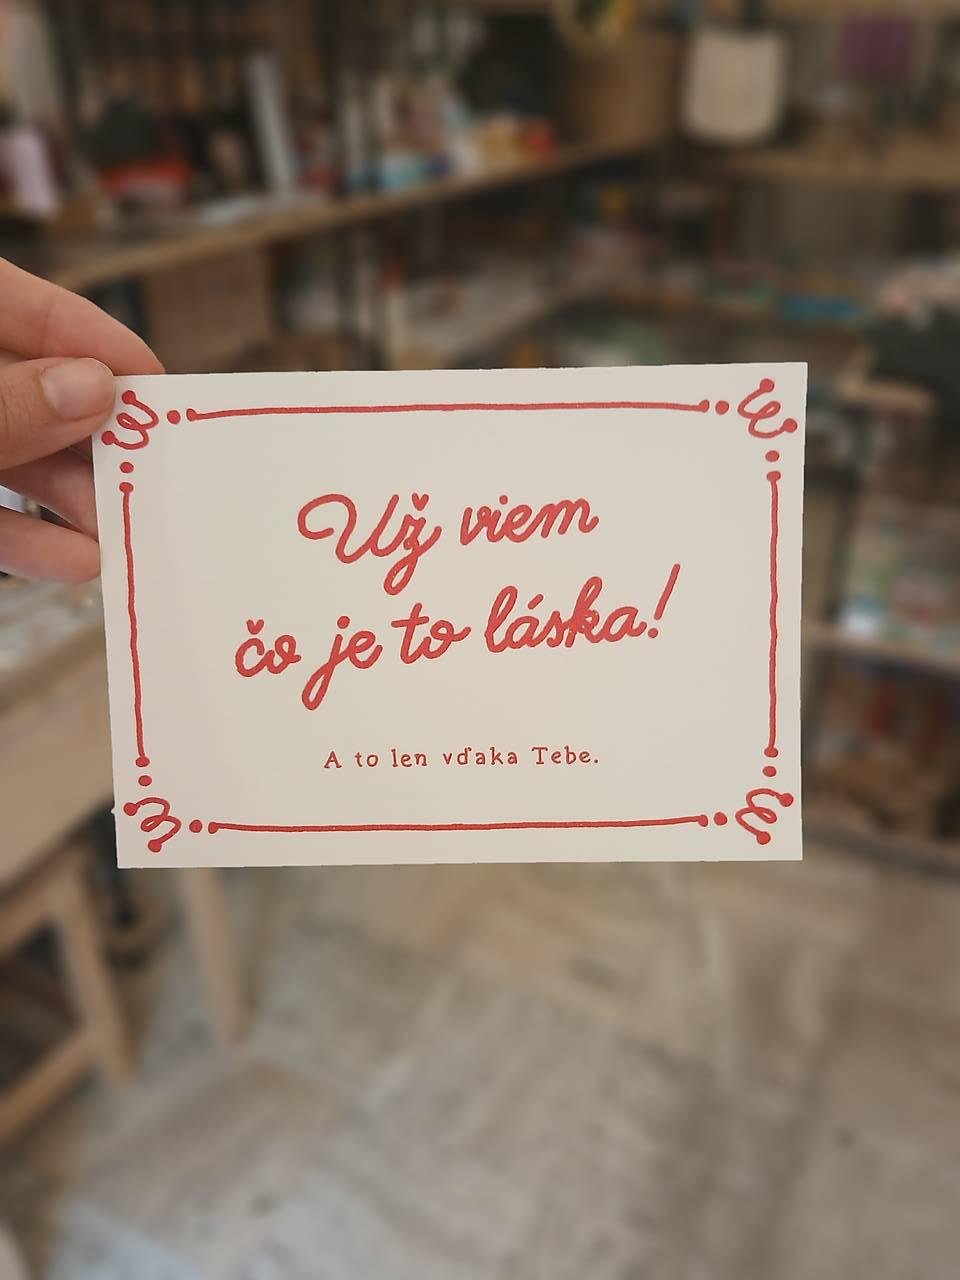 Už viem
čo je to láska!
A to len vďaka Tebe.